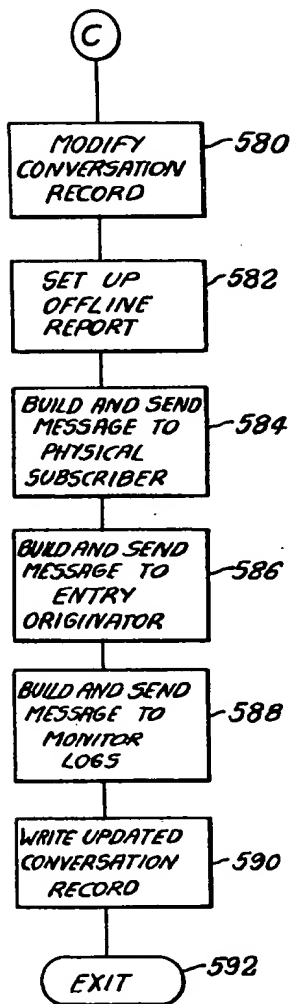 C
MODIFY
CONVERSATION
RECORD
580
SET UP
OFFLINE
REPORT
582
BUILD AND SEND
MESSAGE TO
PHYSICAL
SUBSCRIBER
584
BUILD AND SEND
MESSAGE TO
ENTRY
ORIGINATOR
586
BUILD AND SEND
MESSAGE TO
MONITOR
LOGS
588
WRITE UPDATED
CONVERSATION
RECORD
590
EXIT
592